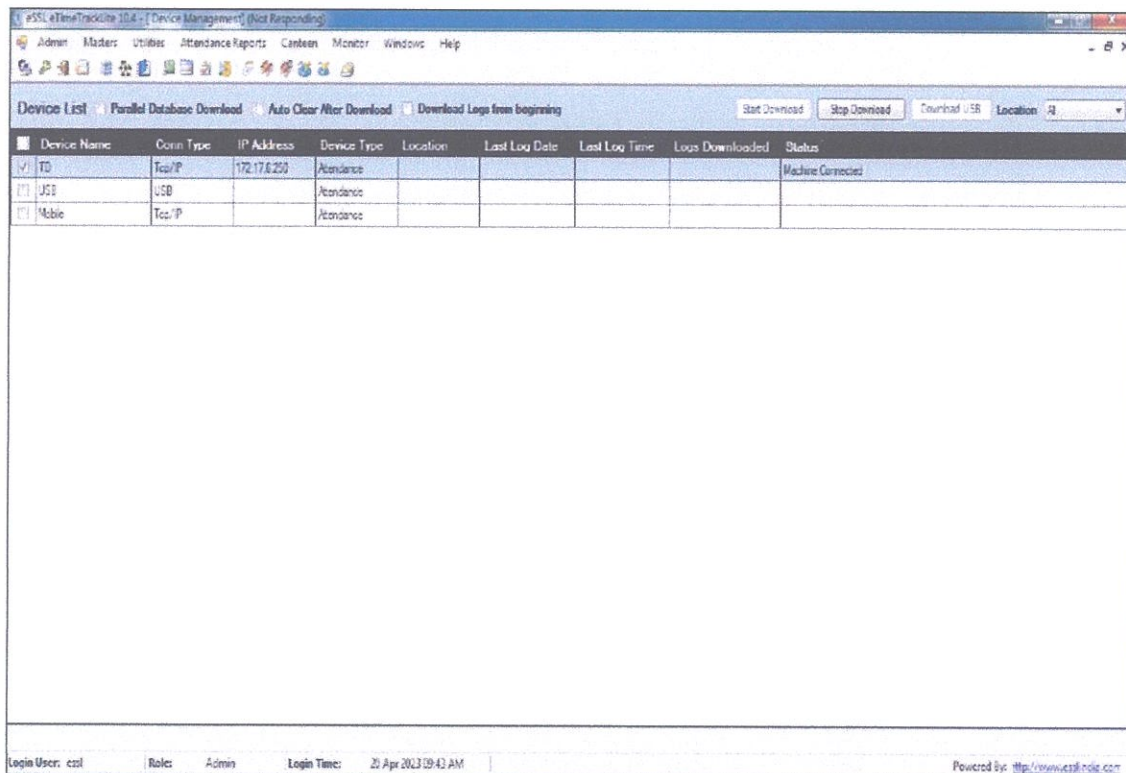 eSSL eTimeTrackLite 10.4 - [ Device Management] (Not Responding)
Admin Masters Utilities Attendance Reports Canteen Monitor Windows Help
Device List Parallel Database Download Auto Clear After Download Download Logs from beginning Start Download Stop Download Download USB Location All
Device Name Conn Type IP Address Device Type Location Last Log Date Last Log Time Logs Downloaded Status
TD Tcp/IP 172.17.6.250 Attendance Machine Connected
USB USB Attendance
Mobile Tcp/IP Attendance
Login User: essl Role: Admin Login Time: 20 Apr 2023 09:43 AM Powered By: http://www.esslindia.com